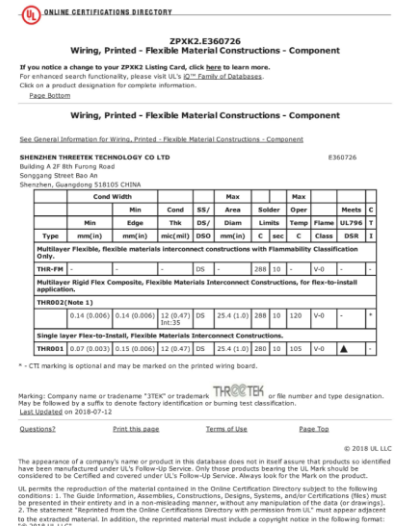 UL ONLINE CERTIFICATIONS DIRECTORY
ZPXK2.E360726
Wiring, Printed - Flexible Material Constructions - Component
If you notice a change to your ZPXK2 Listing Card, click here to learn more.
For enhanced search functionality, please visit UL's iQ™ Family of Databases.
Click on a product designation for complete information.
Page Bottom
Wiring, Printed - Flexible Material Constructions - Component
See General Information for Wiring, Printed - Flexible Material Constructions - Component
SHENZHEN THREETEK TECHNOLOGY CO LTD E360726
Building A 2F 8th Furong Road
Songgang Street Bao An
Shenzhen, Guangdong 518105 CHINA
Cond Width Max Max
Min Cond SS/ Area Solder Oper Meets C
Min Edge Thk DS/ Diam Limits Temp Flame UL796 T
Type mm(in) mm(in) mic(mil) DSO mm(in) C sec C Class DSR I
Multilayer Flexible, flexible materials interconnect constructions with Flammability Classification
Only.
THR-FM - - - DS - 288 10 - V-0 - -
Multilayer Rigid Flex Composite, Flexible Materials Interconnect Constructions, for flex-to-install
application.
THR002(Note 1)
0.14 (0.006) 0.14 (0.006) 12 (0.47) DS 25.4 (1.0) 288 10 120 V-0 - *
Int:35
Single layer Flex-to-Install, Flexible Materials Interconnect Constructions.
THR001 0.07 (0.003) 0.15 (0.006) 12 (0.47) DS 25.4 (1.0) 280 10 105 V-0 ▲ -
* - CTI marking is optional and may be marked on the printed wiring board.
Marking: Company name or tradename "3TEK" or trademark THREETEK or file number and type designation.
May be followed by a suffix to denote factory identification or burning test classification.
Last Updated on 2018-07-12
Questions? Print this page Terms of Use Page Top
© 2018 UL LLC
The appearance of a company's name or product in this database does not in itself assure that products so identified
have been manufactured under UL's Follow-Up Service. Only those products bearing the UL Mark should be
considered to be Certified and covered under UL's Follow-Up Service. Always look for the Mark on the product.
UL permits the reproduction of the material contained in the Online Certification Directory subject to the following
conditions: 1. The Guide Information, Assemblies, Constructions, Designs, Systems, and/or Certifications (files) must
be presented in their entirety and in a non-misleading manner, without any manipulation of the data (or drawings).
2. The statement "Reprinted from the Online Certifications Directory with permission from UL" must appear adjacent
to the extracted material. In addition, the reprinted material must include a copyright notice in the following format: